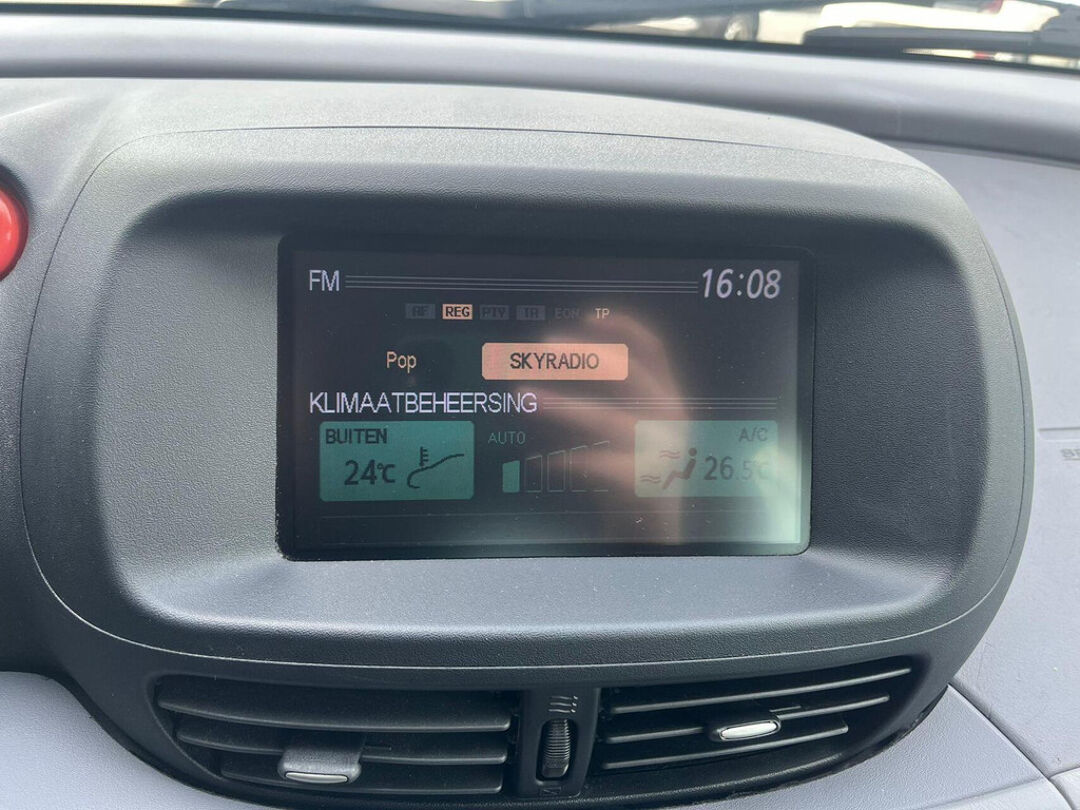 FM 16:08
AF REG PTY TA EON TP
Pop SKYRADIO
KLIMAATBEHEERSING
BUITEN AUTO A/C
24°C 26.5°C